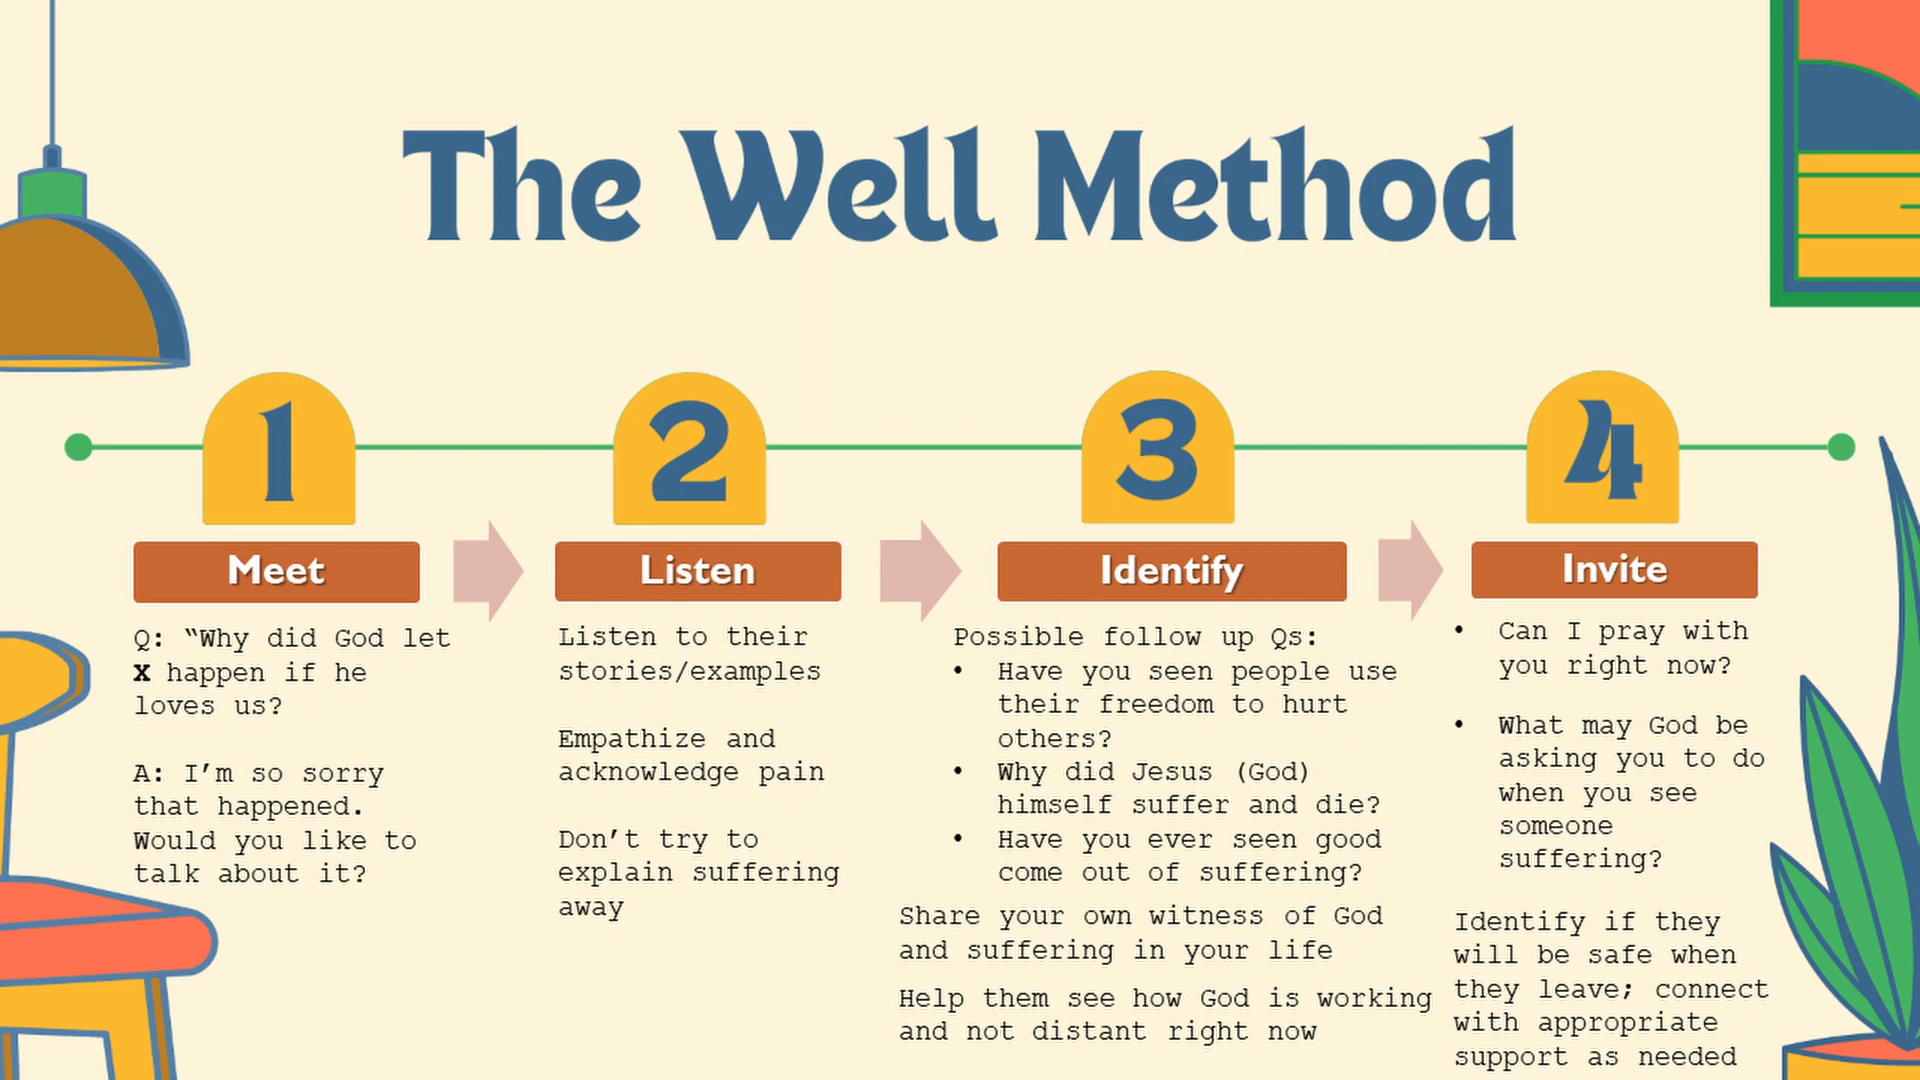 The Well Method
1
Meet
Q: “Why did God let
X happen if he
loves us?
A: I’m so sorry
that happened.
Would you like to
talk about it?
2
Listen
Listen to their
stories/examples
Empathize and
acknowledge pain
Don’t try to
explain suffering
away
3
Identify
Possible follow up Qs:
• Have you seen people use
their freedom to hurt
others?
• Why did Jesus (God)
himself suffer and die?
• Have you ever seen good
come out of suffering?
Share your own witness of God
and suffering in your life
Help them see how God is working
and not distant right now
4
Invite
• Can I pray with
you right now?
• What may God be
asking you to do
when you see
someone
suffering?
Identify if they
will be safe when
they leave; connect
with appropriate
support as needed